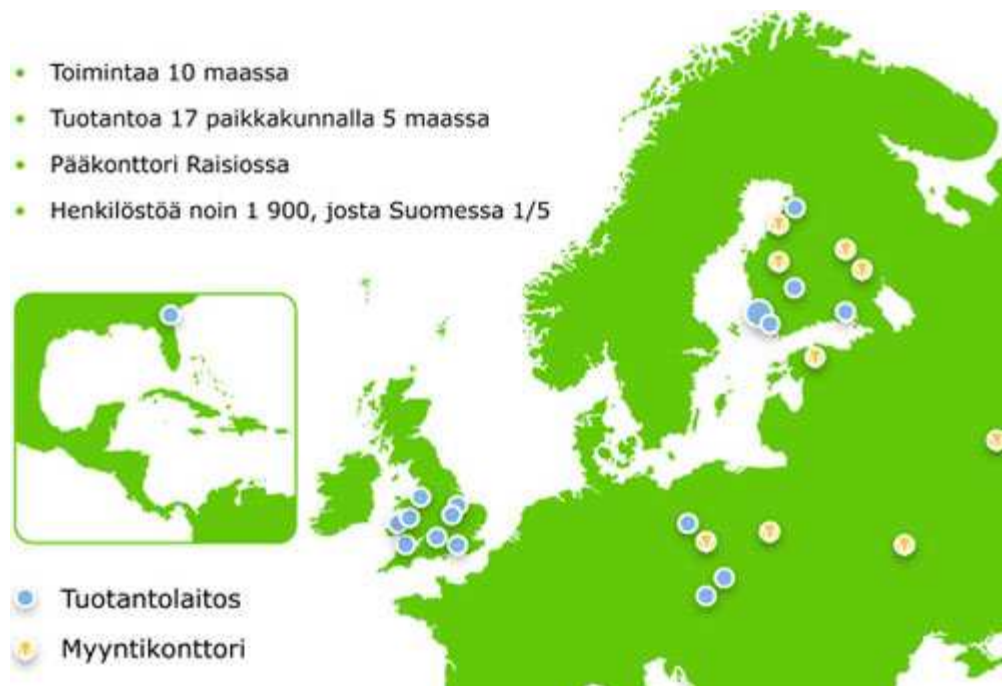 Toimintaa 10 maassa
Tuotantoa 17 paikkakunnalla 5 maassa
Pääkonttori Raisiossa
Henkilöstöä noin 1 900, josta Suomessa 1/5
Tuotantolaitos
Myyntikonttori